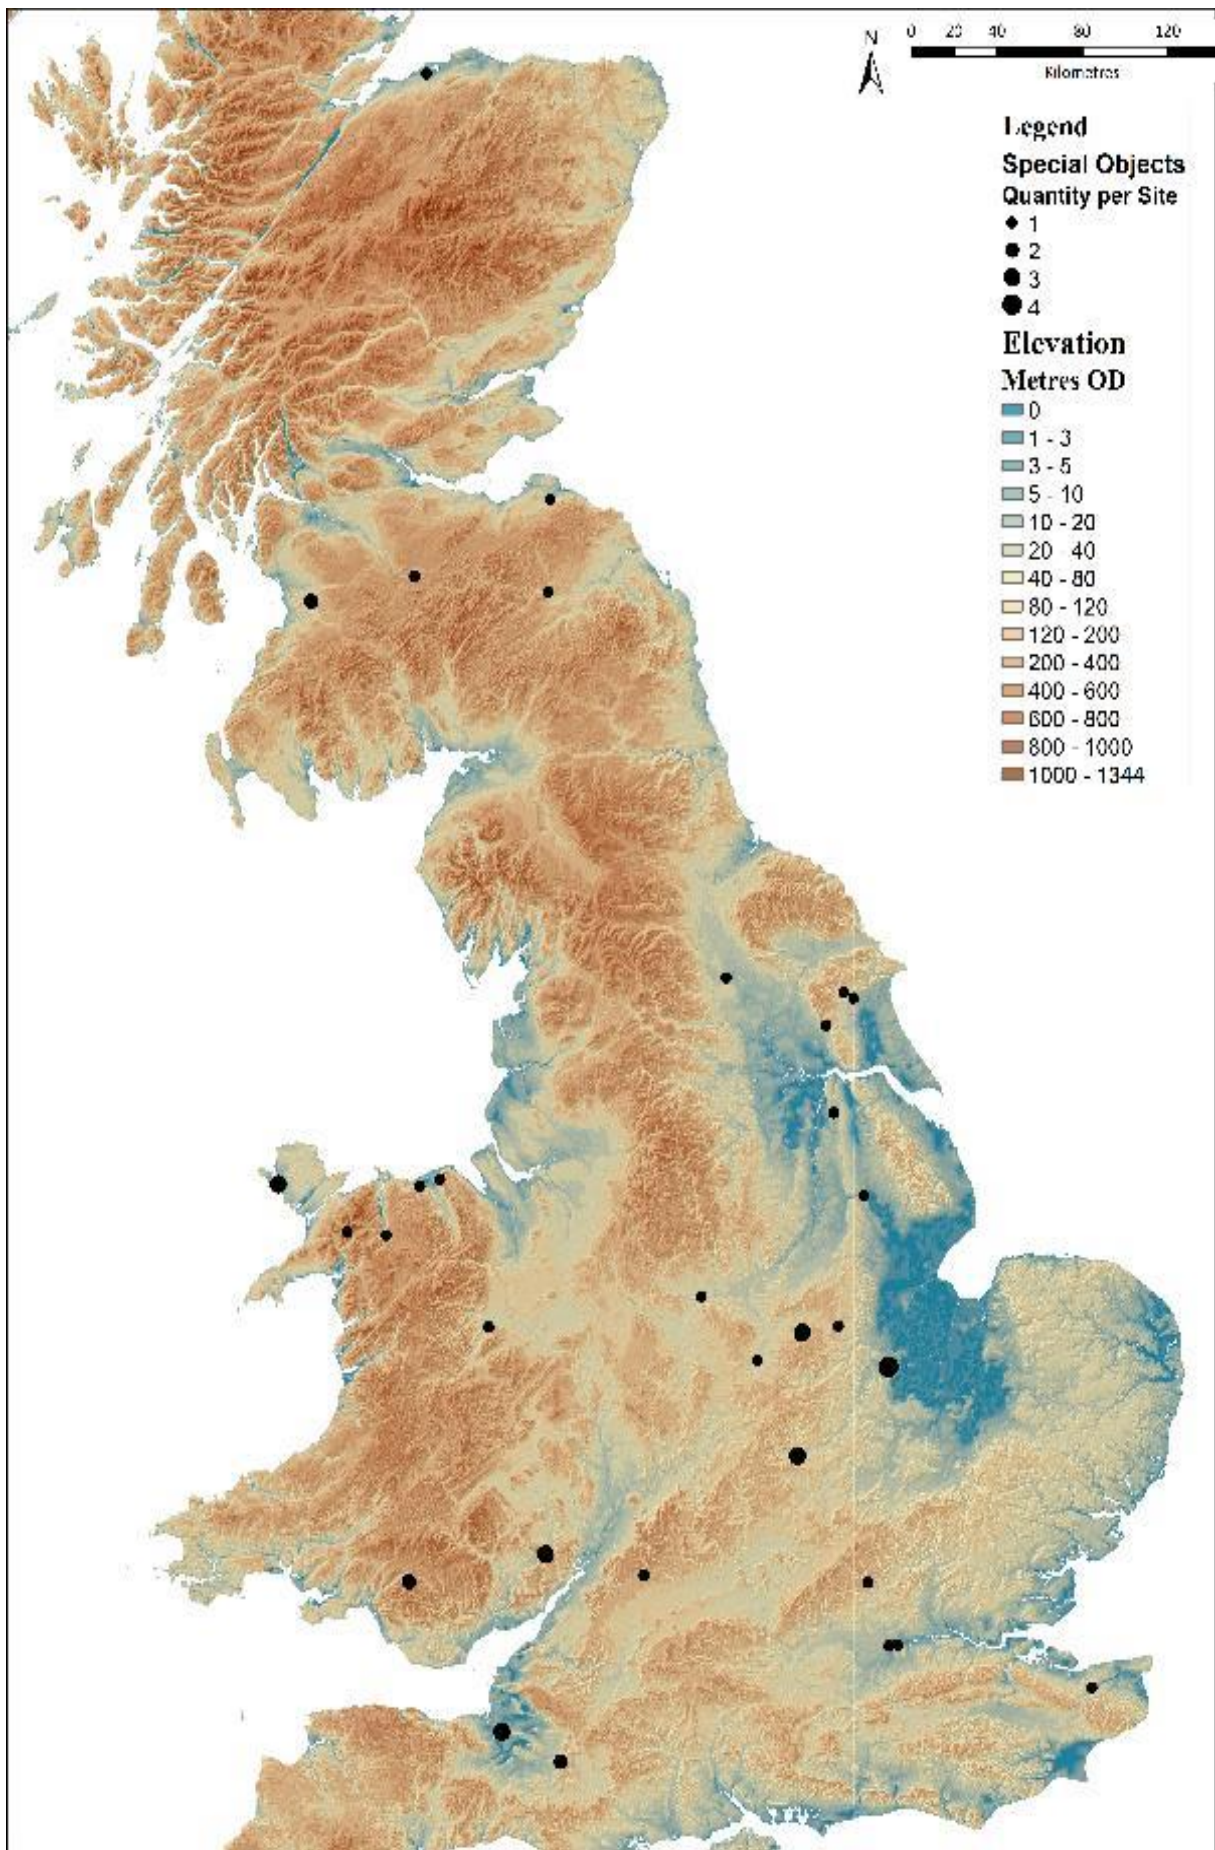 0 20 40 80 120
N
Kilometres
Legend
Special Objects
Quantity per Site
1
2
3
4
Elevation
Metres OD
0
1 - 3
3 - 5
5 - 10
10 - 20
20 - 40
40 - 80
80 - 120
120 - 200
200 - 400
400 - 600
600 - 800
800 - 1000
1000 - 1344